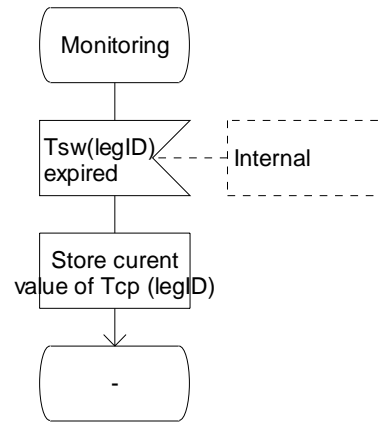 Monitoring
Tsw(legID)
expired
Internal
Store curent
value of Tcp (legID)
-